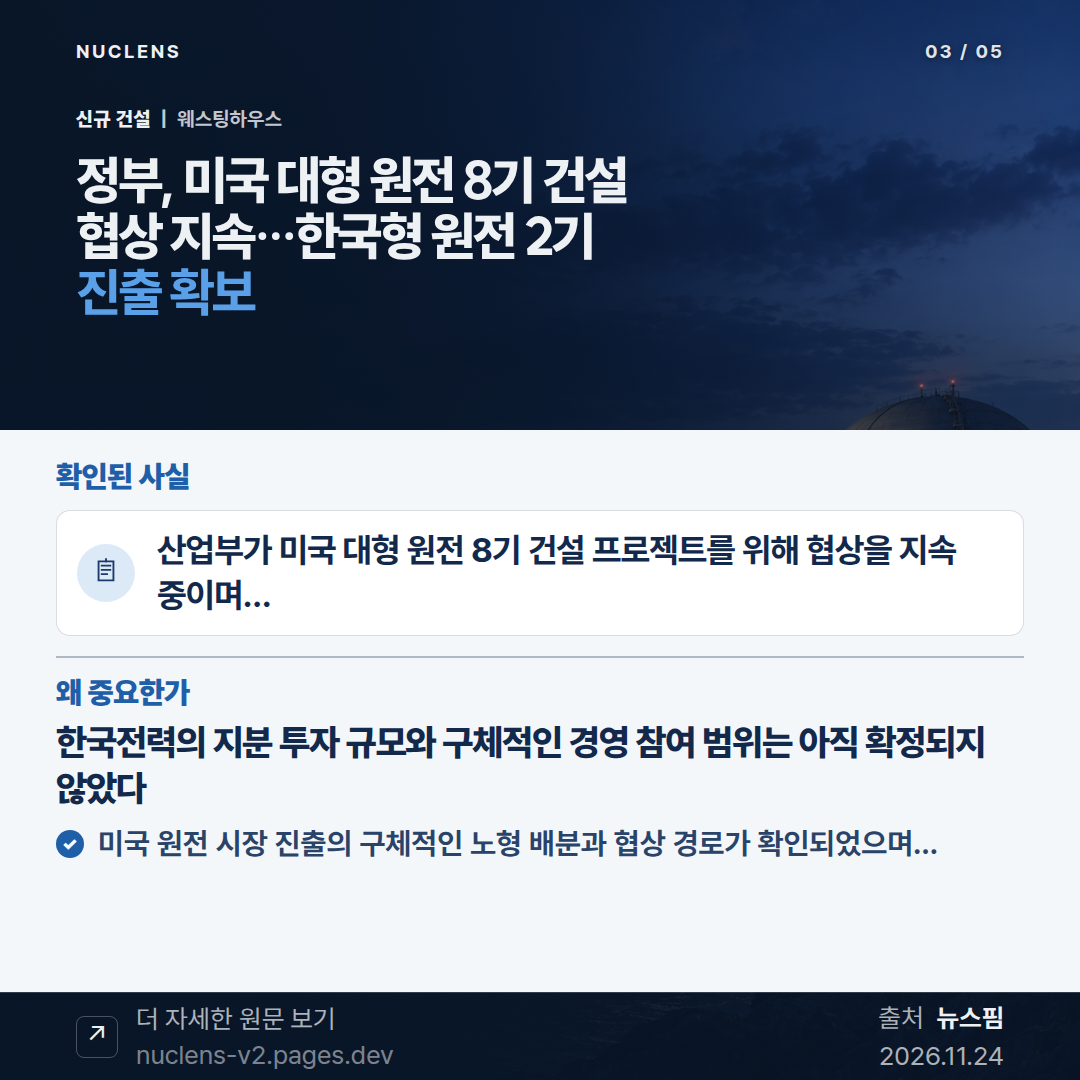 NUCLENS
03 / 05
신규 건설 | 웨스팅하우스
정부, 미국 대형 원전 8기 건설
협상 지속…한국형 원전 2기
진출 확보
확인된 사실
산업부가 미국 대형 원전 8기 건설 프로젝트를 위해 협상을 지속
중이며...
왜 중요한가
한국전력의 지분 투자 규모와 구체적인 경영 참여 범위는 아직 확정되지
않았다
미국 원전 시장 진출의 구체적인 노형 배분과 협상 경로가 확인되었으며...
더 자세한 원문 보기
nuclens-v2.pages.dev
출처 뉴스핌
2026.11.24